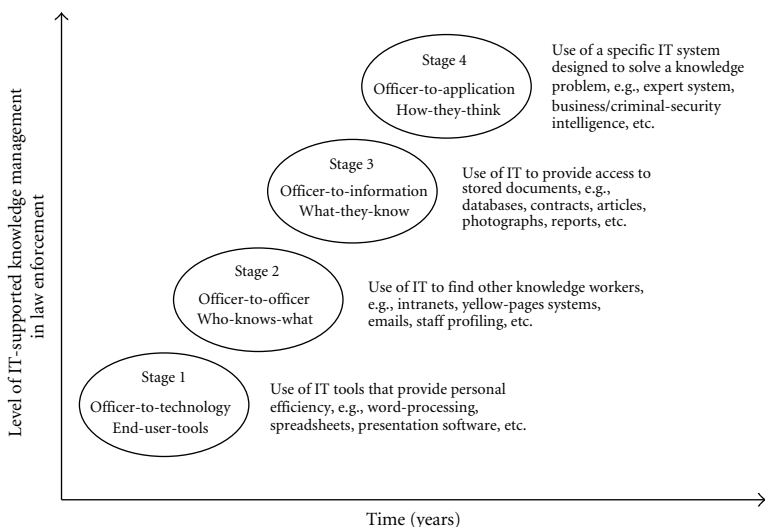 Level of IT-supported knowledge management
in law enforcement
Stage 4
Officer-to-application
How-they-think
Use of a specific IT system
designed to solve a knowledge
problem, e.g., expert system,
business/criminal-security
intelligence, etc.
Stage 3
Officer-to-information
What-they-know
Use of IT to provide access to
stored documents, e.g.,
databases, contracts, articles,
photographs, reports, etc.
Stage 2
Officer-to-officer
Who-knows-what
Use of IT to find other knowledge workers,
e.g., intranets, yellow-pages systems,
emails, staff profiling, etc.
Stage 1
Officer-to-technology
End-user-tools
Use of IT tools that provide personal
efficiency, e.g., word-processing,
spreadsheets, presentation software, etc.
Time (years)